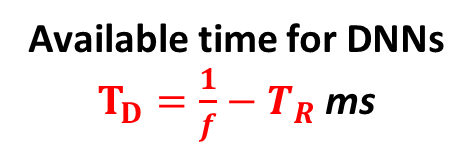 Available time for DNNs
T_D = 1/f − T_R ms